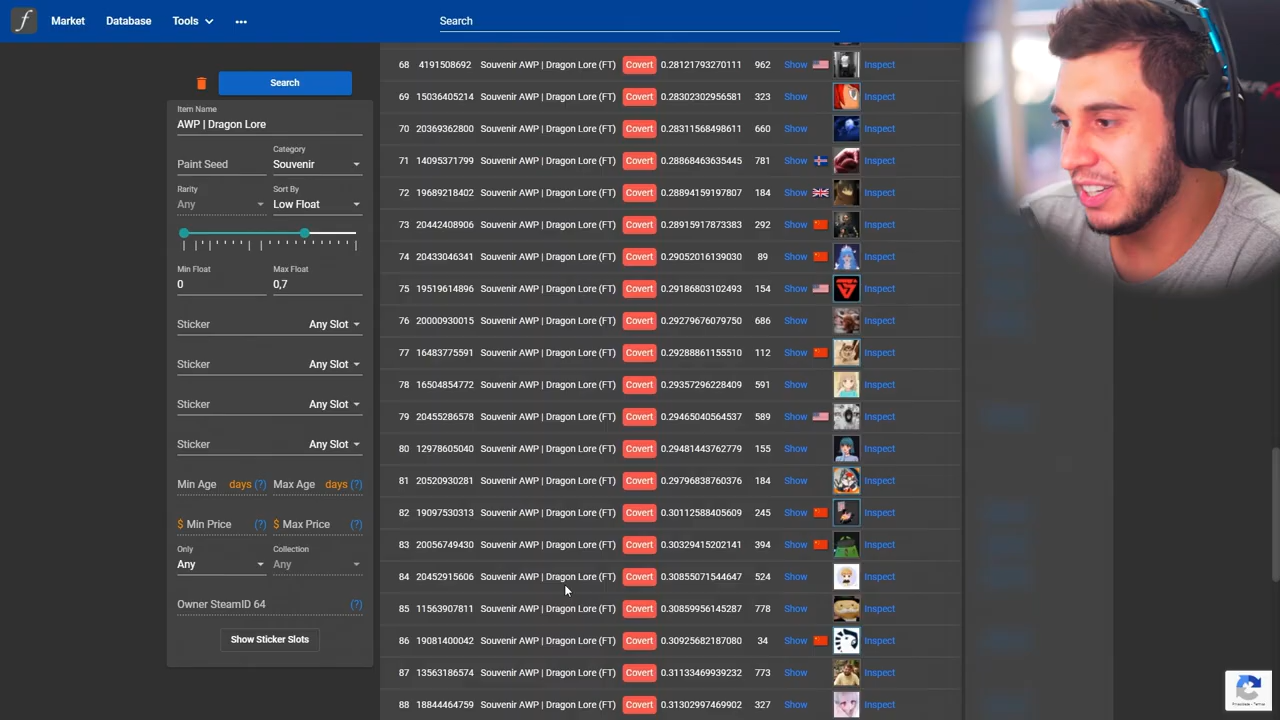 f Market Database Tools ••• Search
Search
Item Name
AWP | Dragon Lore
Category
Paint Seed Souvenir
Rarity Sort By
Any Low Float
Min Float Max Float
0 0,7
Sticker Any Slot
Sticker Any Slot
Sticker Any Slot
Sticker Any Slot
Min Age days (?) Max Age days (?)
$ Min Price (?) $ Max Price (?)
Only Collection
Any Any
Owner SteamID 64 (?)
Show Sticker Slots
68 4191508692 Souvenir AWP | Dragon Lore (FT) Covert 0.28121793270111 962 Show Inspect
69 15036405214 Souvenir AWP | Dragon Lore (FT) Covert 0.28302302956581 323 Show Inspect
70 20369362800 Souvenir AWP | Dragon Lore (FT) Covert 0.28311568498611 660 Show Inspect
71 14095371799 Souvenir AWP | Dragon Lore (FT) Covert 0.28868463635445 781 Show Inspect
72 19689218402 Souvenir AWP | Dragon Lore (FT) Covert 0.28894159197807 184 Show Inspect
73 20442408906 Souvenir AWP | Dragon Lore (FT) Covert 0.28915917873383 292 Show Inspect
74 20433046341 Souvenir AWP | Dragon Lore (FT) Covert 0.29052016139030 89 Show Inspect
75 19519614896 Souvenir AWP | Dragon Lore (FT) Covert 0.29186803102493 154 Show Inspect
76 20000930015 Souvenir AWP | Dragon Lore (FT) Covert 0.29279676079750 686 Show Inspect
77 16483775591 Souvenir AWP | Dragon Lore (FT) Covert 0.29288861155510 112 Show Inspect
78 16504854772 Souvenir AWP | Dragon Lore (FT) Covert 0.29357296228409 591 Show Inspect
79 20455286578 Souvenir AWP | Dragon Lore (FT) Covert 0.29465040564537 589 Show Inspect
80 12978605040 Souvenir AWP | Dragon Lore (FT) Covert 0.29481443762779 155 Show Inspect
81 20520930281 Souvenir AWP | Dragon Lore (FT) Covert 0.29796838760376 184 Show Inspect
82 19097530313 Souvenir AWP | Dragon Lore (FT) Covert 0.30112588405609 245 Show Inspect
83 20056749430 Souvenir AWP | Dragon Lore (FT) Covert 0.30329415202141 394 Show Inspect
84 20452915606 Souvenir AWP | Dragon Lore (FT) Covert 0.30855071544647 524 Show Inspect
85 11563907811 Souvenir AWP | Dragon Lore (FT) Covert 0.30859956145287 778 Show Inspect
86 19081400042 Souvenir AWP | Dragon Lore (FT) Covert 0.30925682187080 34 Show Inspect
87 13563186574 Souvenir AWP | Dragon Lore (FT) Covert 0.31133469939232 773 Show Inspect
88 18444464759 Souvenir AWP | Dragon Lore (FT) Covert 0.31302997469902 327 Show Inspect
Privacidade - Termos